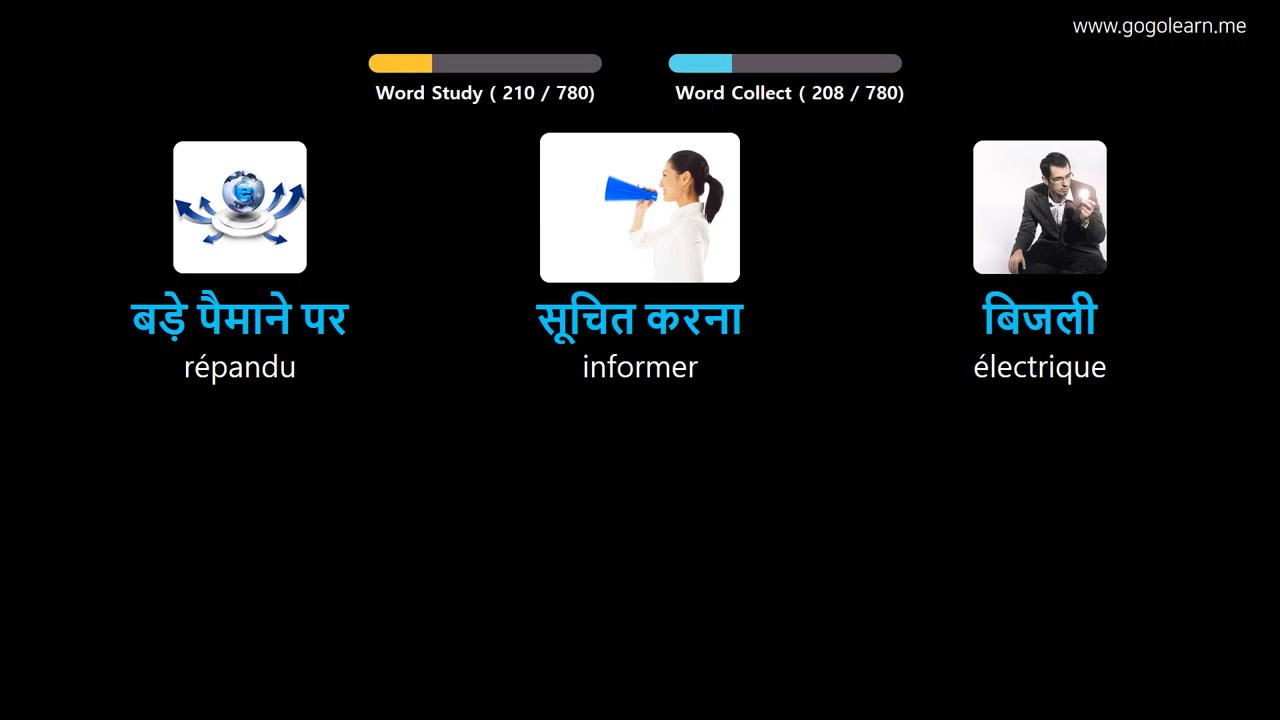 www.gogolearn.me
Word Study ( 210 / 780)
Word Collect ( 208 / 780)
बड़े पैमाने पर
répandu
सूचित करना
informer
बिजली
électrique